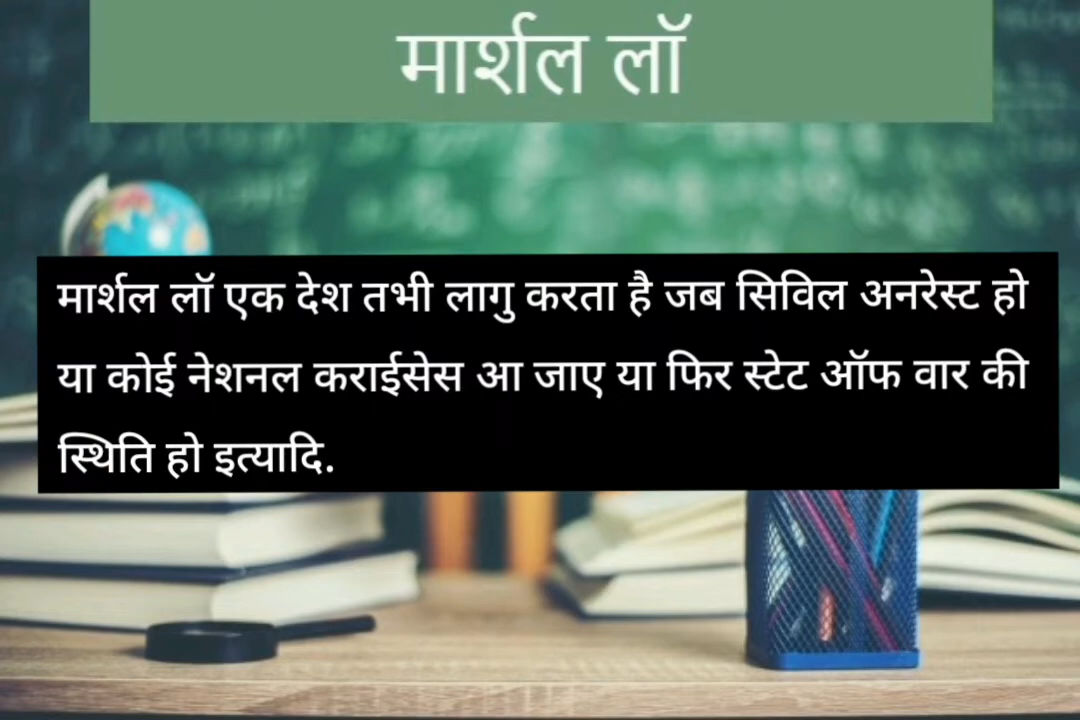 मार्शल लॉ
मार्शल लॉ एक देश तभी लागु करता है जब सिविल अनरेस्ट हो
या कोई नेशनल कराईसेस आ जाए या फिर स्टेट ऑफ वार की
स्थिति हो इत्यादि.